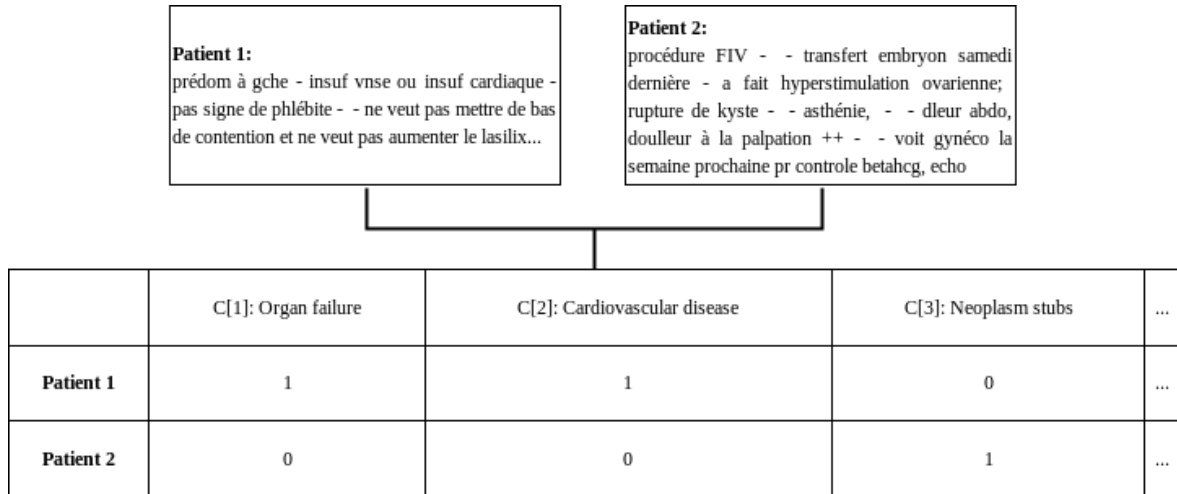 Patient 1:
prédom à gche - insuf vnse ou insuf cardiaque -
pas signe de phlébite - - ne veut pas mettre de bas
de contention et ne veut pas aumenter le lasilix...
Patient 2:
procédure FIV - - transfert embryon samedi
dernière - a fait hyperstimulation ovarienne;
rupture de kyste - - asthénie, - - dleur abdo,
doulleur à la palpation ++ - - voit gynéco la
semaine prochaine pr controle betahcg, echo
C[1]: Organ failure C[2]: Cardiovascular disease C[3]: Neoplasm stubs ...
Patient 1 1 1 0 ...
Patient 2 0 0 1 ...